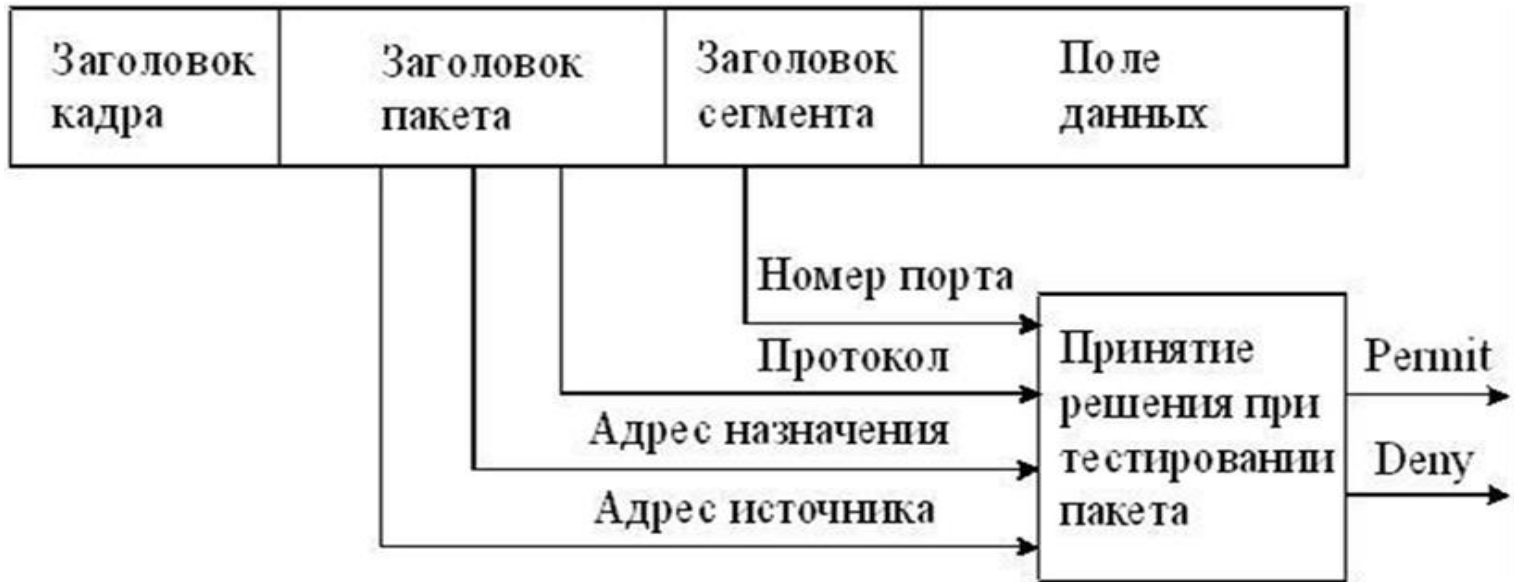 Заголовок
кадра
Заголовок
пакета
Заголовок
сегмента
Поле
данных
Номер порта
Протокол
Адрес назначения
Адрес источника
Принятие
решения при
тестировании
пакета
Permit
Deny